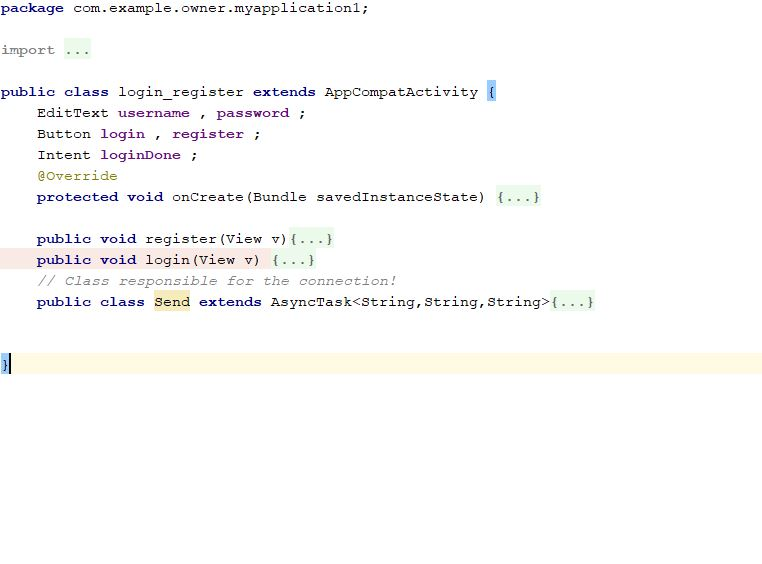 package com.example.owner.myapplication1;
import ...
public class login_register extends AppCompatActivity {
EditText username , password ;
Button login , register ;
Intent loginDone ;
@Override
protected void onCreate(Bundle savedInstanceState) {...}
public void register(View v){...}
public void login(View v) {...}
// Class responsible for the connection!
public class Send extends AsyncTask<String,String,String>{...}
}